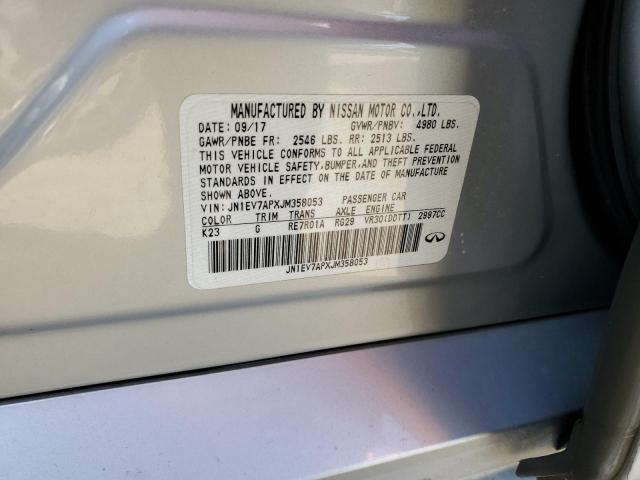 MANUFACTURED BY NISSAN MOTOR CO.,LTD.
DATE: 09/17 GVWR/PNBV: 4980 LBS.
GAWR/PNBE FR: 2546 LBS. RR: 2513 LBS.
THIS VEHICLE CONFORMS TO ALL APPLICABLE FEDERAL
MOTOR VEHICLE SAFETY,BUMPER,AND THEFT PREVENTION
STANDARDS IN EFFECT ON THE DATE OF MANUFACTURE
SHOWN ABOVE.
VIN: JN1EV7APXJM358053 PASSENGER CAR
COLOR TRIM TRANS AXLE ENGINE
K23 G RE7R01A RG29 VR30(DDTT) 2997CC
JN1EV7APXJM358053